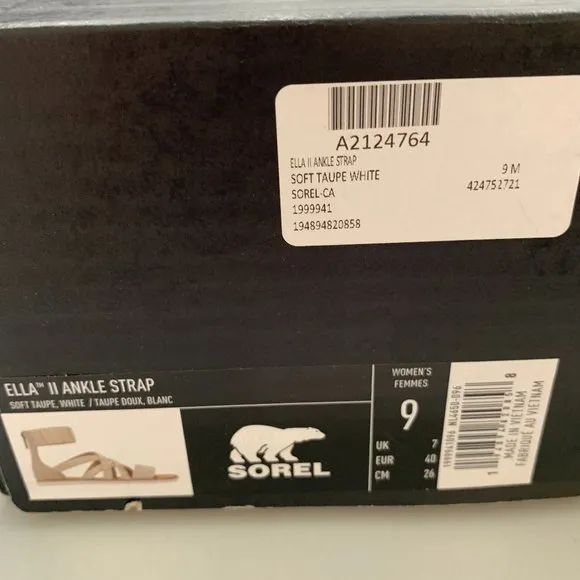 A2124764
ELLA II ANKLE STRAP
SOFT TAUPE WHITE 9 M
SOREL-CA 424752721
1999941
194894820858
ELLA™ II ANKLE STRAP
SOFT TAUPE, WHITE / TAUPE DOUX, BLANC
SOREL
WOMEN'S
FEMMES
9
UK 7
EUR 40
CM 26
MADE IN VIETNAM
FABRIQUE AU VIETNAM